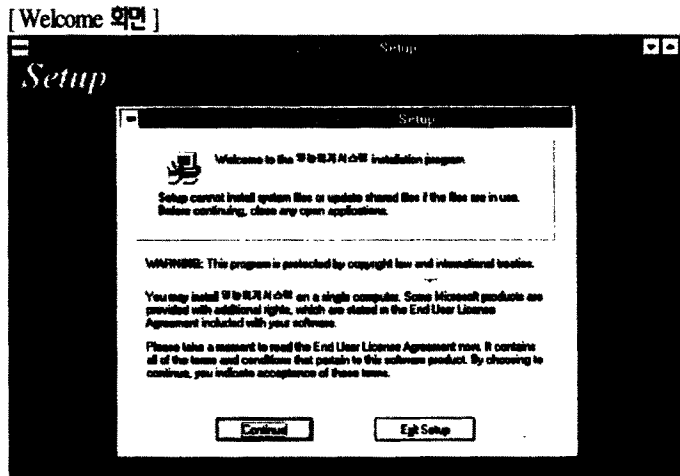 [ Welcome 화면 ]
Setup
Setup
Setup
Welcome to the installation program.
Setup cannot install system files or update shared files if the files are in use.
Before continuing, close any open applications.
WARNING: This program is protected by copyright law and international treaties.
You may install on a single computer. Some Microsoft products are
provided with additional rights, which are stated in the End User License
Agreement included with your software.
Please take a moment to read the End User License Agreement now. It contains
all of the terms and conditions that pertain to this software product. By choosing to
continue, you indicate acceptance of these terms.
Continue
Exit Setup